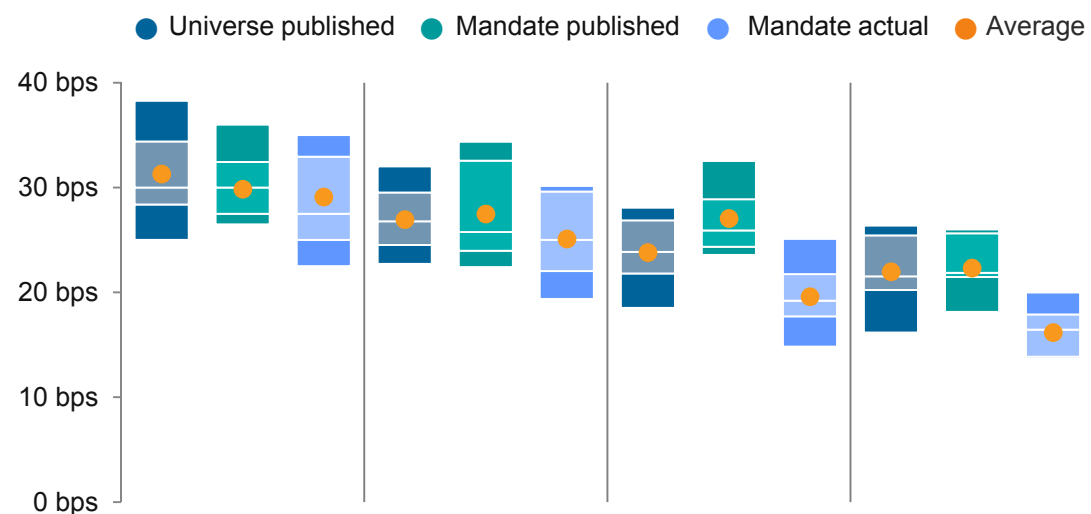 Universe published Mandate published Mandate actual Average
40 bps
30 bps
20 bps
10 bps
0 bps